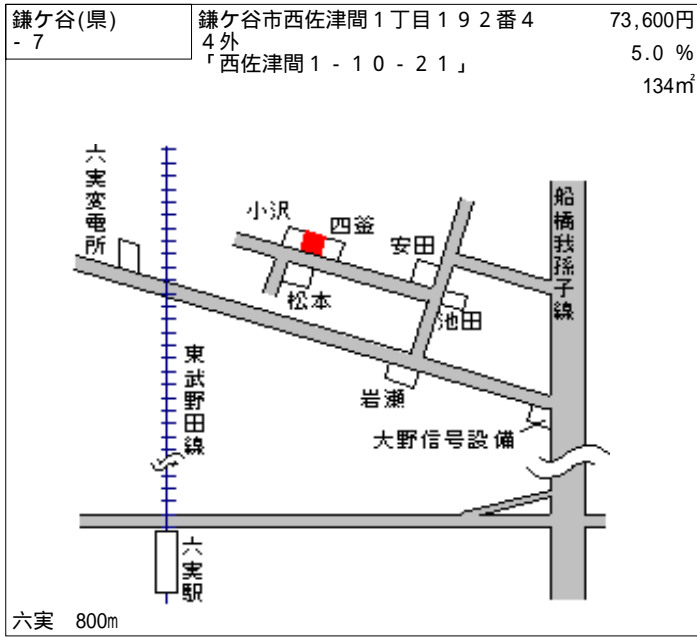 鎌ケ谷(県)
- 7
鎌ケ谷市西佐津間１丁目１９２番４
４外
「西佐津間１ - １０ - ２１」
73,600円
5.0 %
134㎡
六実変電所
小沢
四釜
安田
船橋我孫子線
松本
池田
東武野田線
岩瀬
大野信号設備
六実駅
六実 800m